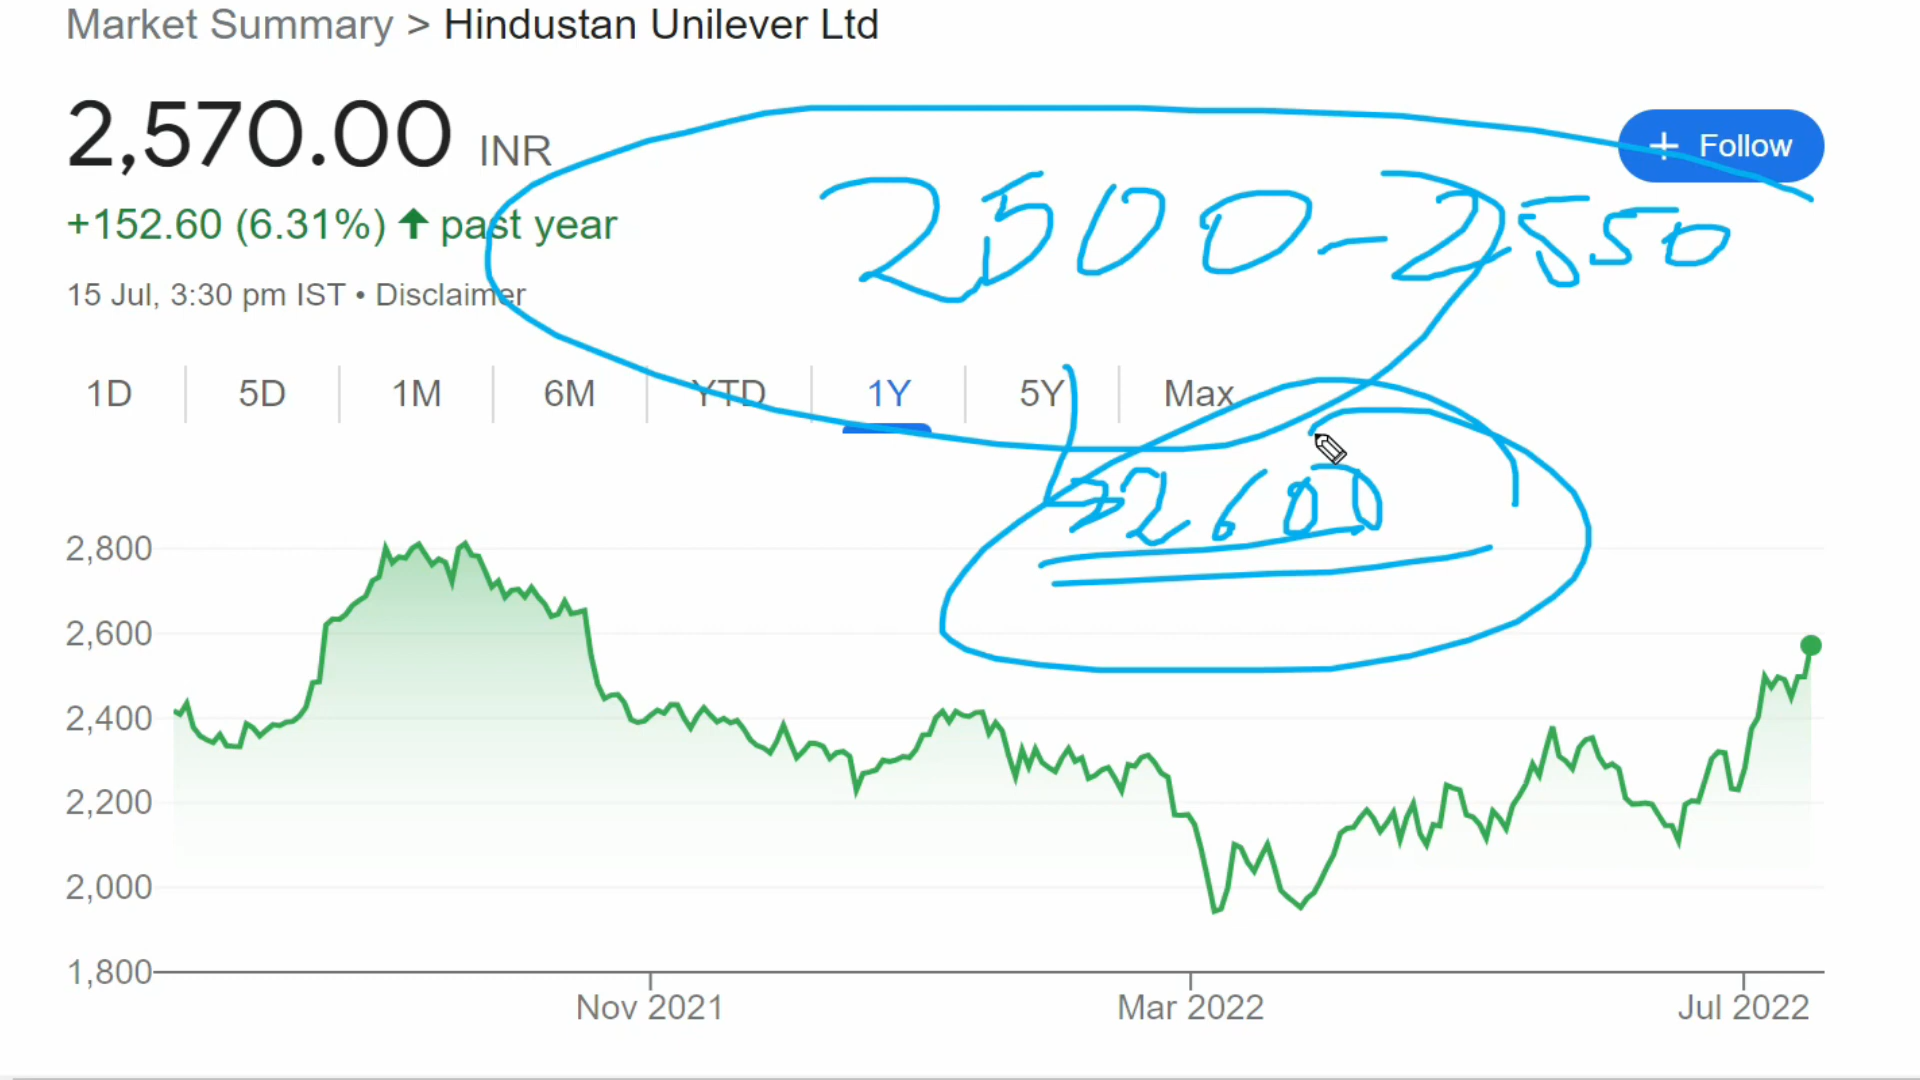 Market Summary > Hindustan Unilever Ltd
2,570.00 INR
+ Follow
2500-2550
+152.60 (6.31%) ↑ past year
15 Jul, 3:30 pm IST • Disclaimer
1D 5D 1M 6M YTD 1Y 5Y Max
2600
2,800
2,600
2,400
2,200
2,000
1,800
Nov 2021 Mar 2022 Jul 2022